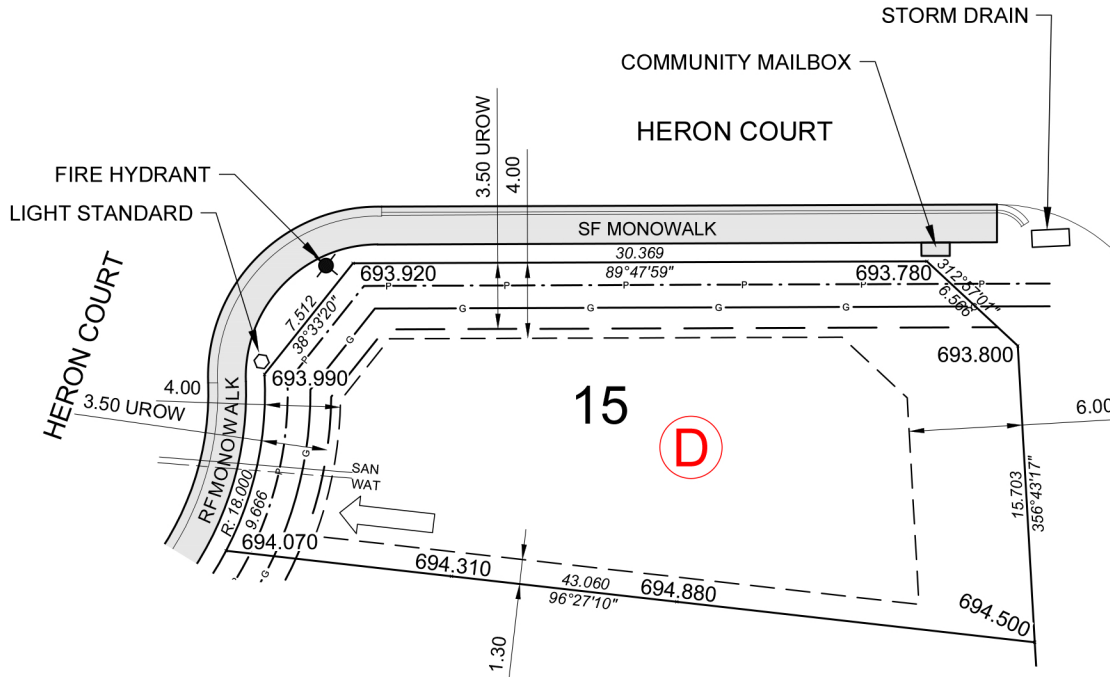 STORM DRAIN
COMMUNITY MAILBOX
HERON COURT
3.50 UROW
4.00
FIRE HYDRANT
LIGHT STANDARD
HERON COURT
SF MONOWALK
30.369
89°47'59"
693.920
693.780
312°57'01"
6.566
P
P
P
P
P
G
G
G
G
7.512
38°33'20"
P
G
693.990
693.800
4.00
3.50 UROW
15
D
6.00
RF MONOWALK
SAN
WAT
P
G
R: 18.000
9.666
15.703
356°43'17"
694.070
694.310
43.060
96°27'10"
694.880
694.500
P
G
1.30